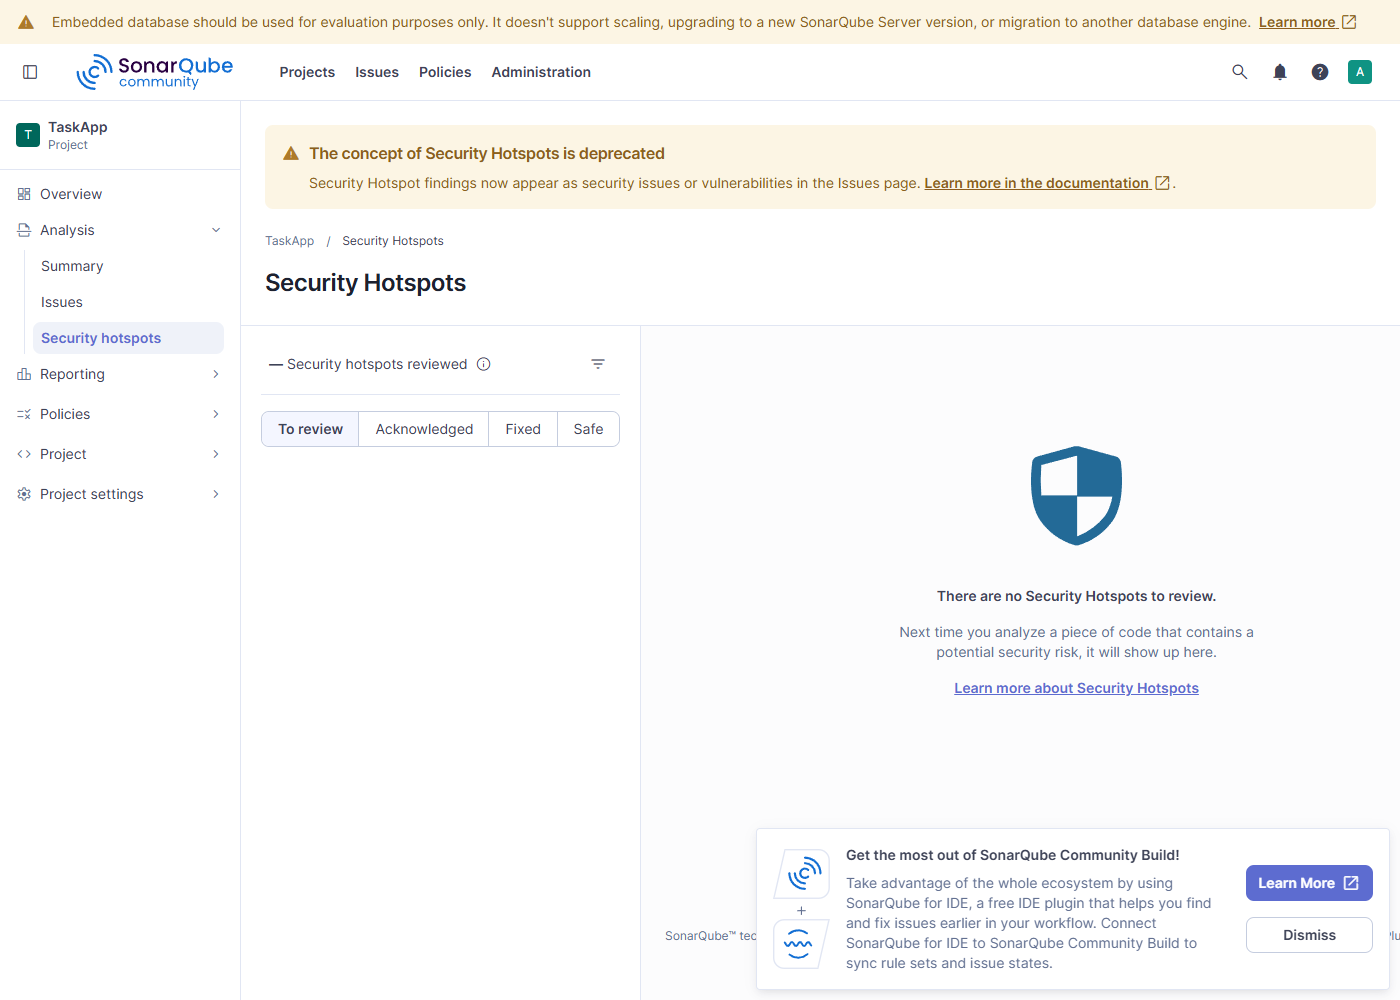 Embedded database should be used for evaluation purposes only. It doesn't support scaling, upgrading to a new SonarQube Server version, or migration to another database engine. Learn more
SonarQube community
Projects Issues Policies Administration
? A
T TaskApp
Project
Overview
Analysis
Summary
Issues
Security hotspots
Reporting
Policies
Project
Project settings
The concept of Security Hotspots is deprecated
Security Hotspot findings now appear as security issues or vulnerabilities in the Issues page. Learn more in the documentation .
TaskApp / Security Hotspots
Security Hotspots
— Security hotspots reviewed
To review Acknowledged Fixed Safe
There are no Security Hotspots to review.
Next time you analyze a piece of code that contains a
potential security risk, it will show up here.
Learn more about Security Hotspots
Get the most out of SonarQube Community Build!
Take advantage of the whole ecosystem by using
SonarQube for IDE, a free IDE plugin that helps you find
and fix issues earlier in your workflow. Connect
SonarQube for IDE to SonarQube Community Build to
sync rule sets and issue states.
Learn More
Dismiss
SonarQube™ tec